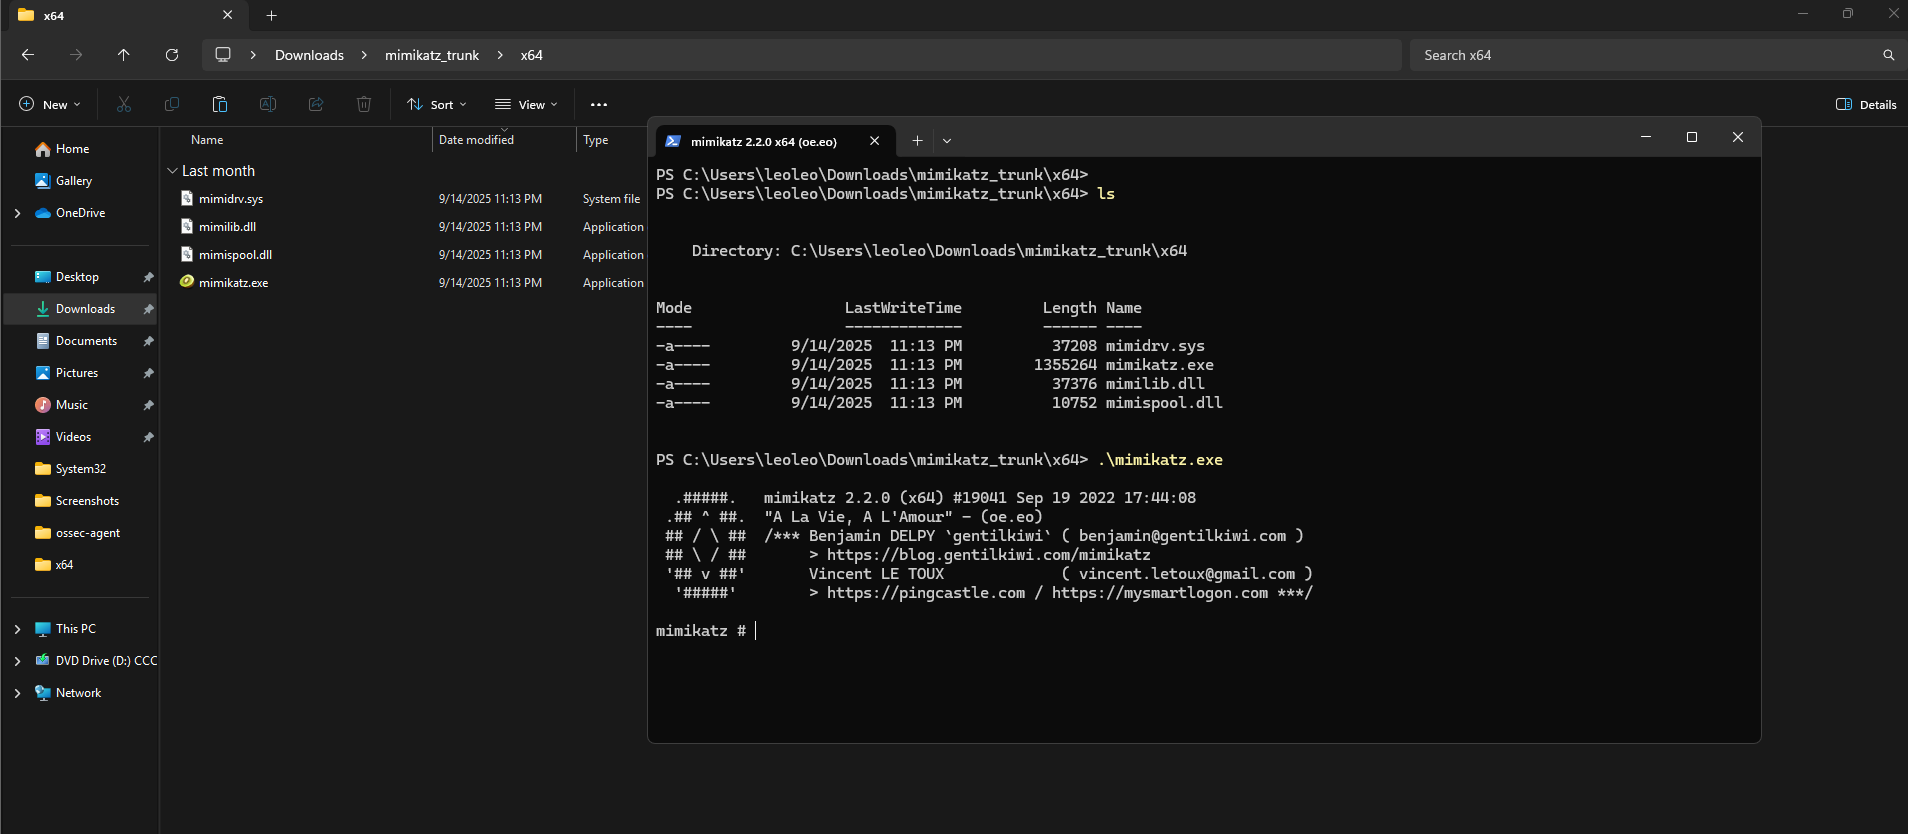 x64
Downloads > mimikatz_trunk > x64
Search x64
New
Sort
View
Details
Home
Gallery
OneDrive
Desktop
Downloads
Documents
Pictures
Music
Videos
System32
Screenshots
ossec-agent
x64
This PC
DVD Drive (D:) CCC
Network
Name Date modified Type
Last month
mimidrv.sys 9/14/2025 11:13 PM System file
mimilib.dll 9/14/2025 11:13 PM Application
mimispool.dll 9/14/2025 11:13 PM Application
mimikatz.exe 9/14/2025 11:13 PM Application
mimikatz 2.2.0 x64 (oe.eo)
PS C:\Users\leoleo\Downloads\mimikatz_trunk\x64>
PS C:\Users\leoleo\Downloads\mimikatz_trunk\x64> ls
Directory: C:\Users\leoleo\Downloads\mimikatz_trunk\x64
Mode LastWriteTime Length Name
---- ------------- ------ ----
-a---- 9/14/2025 11:13 PM 37208 mimidrv.sys
-a---- 9/14/2025 11:13 PM 1355264 mimikatz.exe
-a---- 9/14/2025 11:13 PM 37376 mimilib.dll
-a---- 9/14/2025 11:13 PM 10752 mimispool.dll
PS C:\Users\leoleo\Downloads\mimikatz_trunk\x64> .\mimikatz.exe
.#####. mimikatz 2.2.0 (x64) #19041 Sep 19 2022 17:44:08
.## ^ ##. "A La Vie, A L'Amour" - (oe.eo)
## / \ ## /*** Benjamin DELPY `gentilkiwi` ( benjamin@gentilkiwi.com )
## \ / ## > https://blog.gentilkiwi.com/mimikatz
'## v ##' Vincent LE TOUX ( vincent.letoux@gmail.com )
'#####' > https://pingcastle.com / https://mysmartlogon.com ***/
mimikatz #